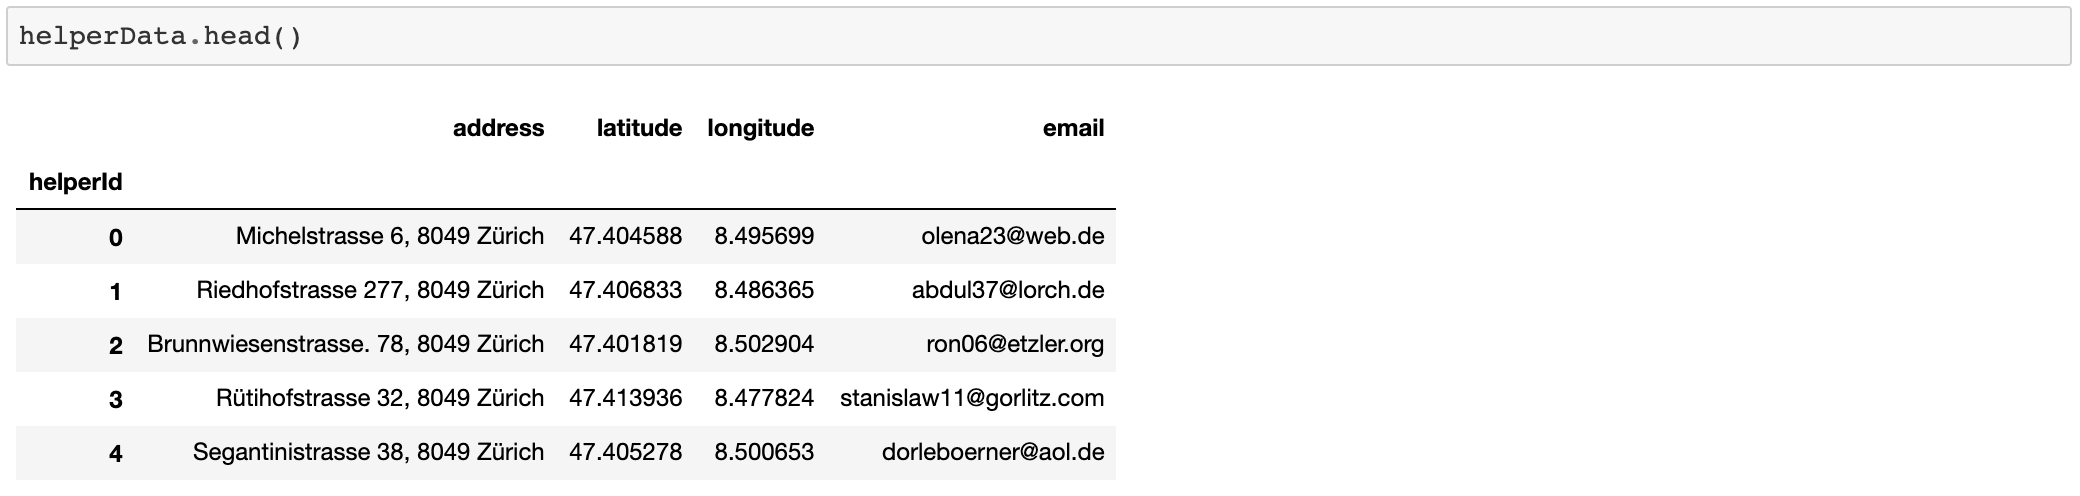 helperData.head()
address latitude longitude email
helperId
0 Michelstrasse 6, 8049 Zürich 47.404588 8.495699 olena23@web.de
1 Riedhofstrasse 277, 8049 Zürich 47.406833 8.486365 abdul37@lorch.de
2 Brunnwiesenstrasse. 78, 8049 Zürich 47.401819 8.502904 ron06@etzler.org
3 Rütihofstrasse 32, 8049 Zürich 47.413936 8.477824 stanislaw11@gorlitz.com
4 Segantinistrasse 38, 8049 Zürich 47.405278 8.500653 dorleboerner@aol.de